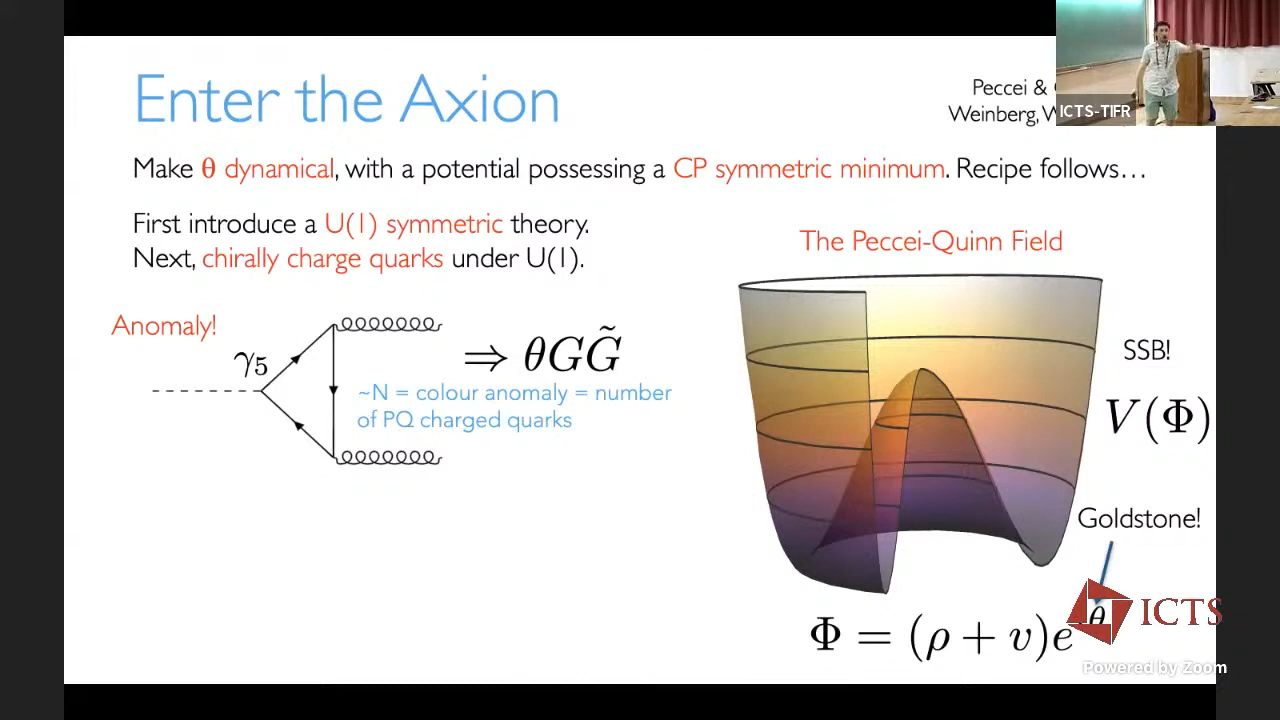 Enter the Axion
Peccei &
Weinberg,
ICTS-TIFR
Make θ dynamical, with a potential possessing a CP symmetric minimum. Recipe follows…
First introduce a U(1) symmetric theory.
Next, chirally charge quarks under U(1).
The Peccei-Quinn Field
Anomaly!
γ5
⇒ θGG̃
~N = colour anomaly = number
of PQ charged quarks
SSB!
V(Φ)
Goldstone!
Φ = (ρ + v)e^θ
ICTS
Powered by Zoom